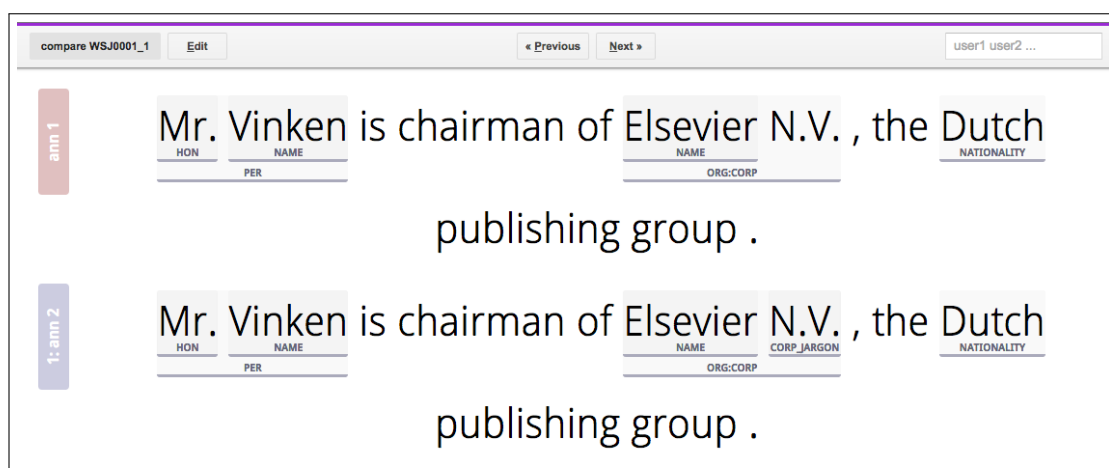 compare WSJ0001_1 Edit « Previous Next » user1 user2 ...
ann 1
Mr. Vinken is chairman of Elsevier N.V. , the Dutch
HON NAME NAME NATIONALITY
PER ORG:CORP
publishing group .
1: ann 2
Mr. Vinken is chairman of Elsevier N.V. , the Dutch
HON NAME NAME CORP_JARGON NATIONALITY
PER ORG:CORP
publishing group .